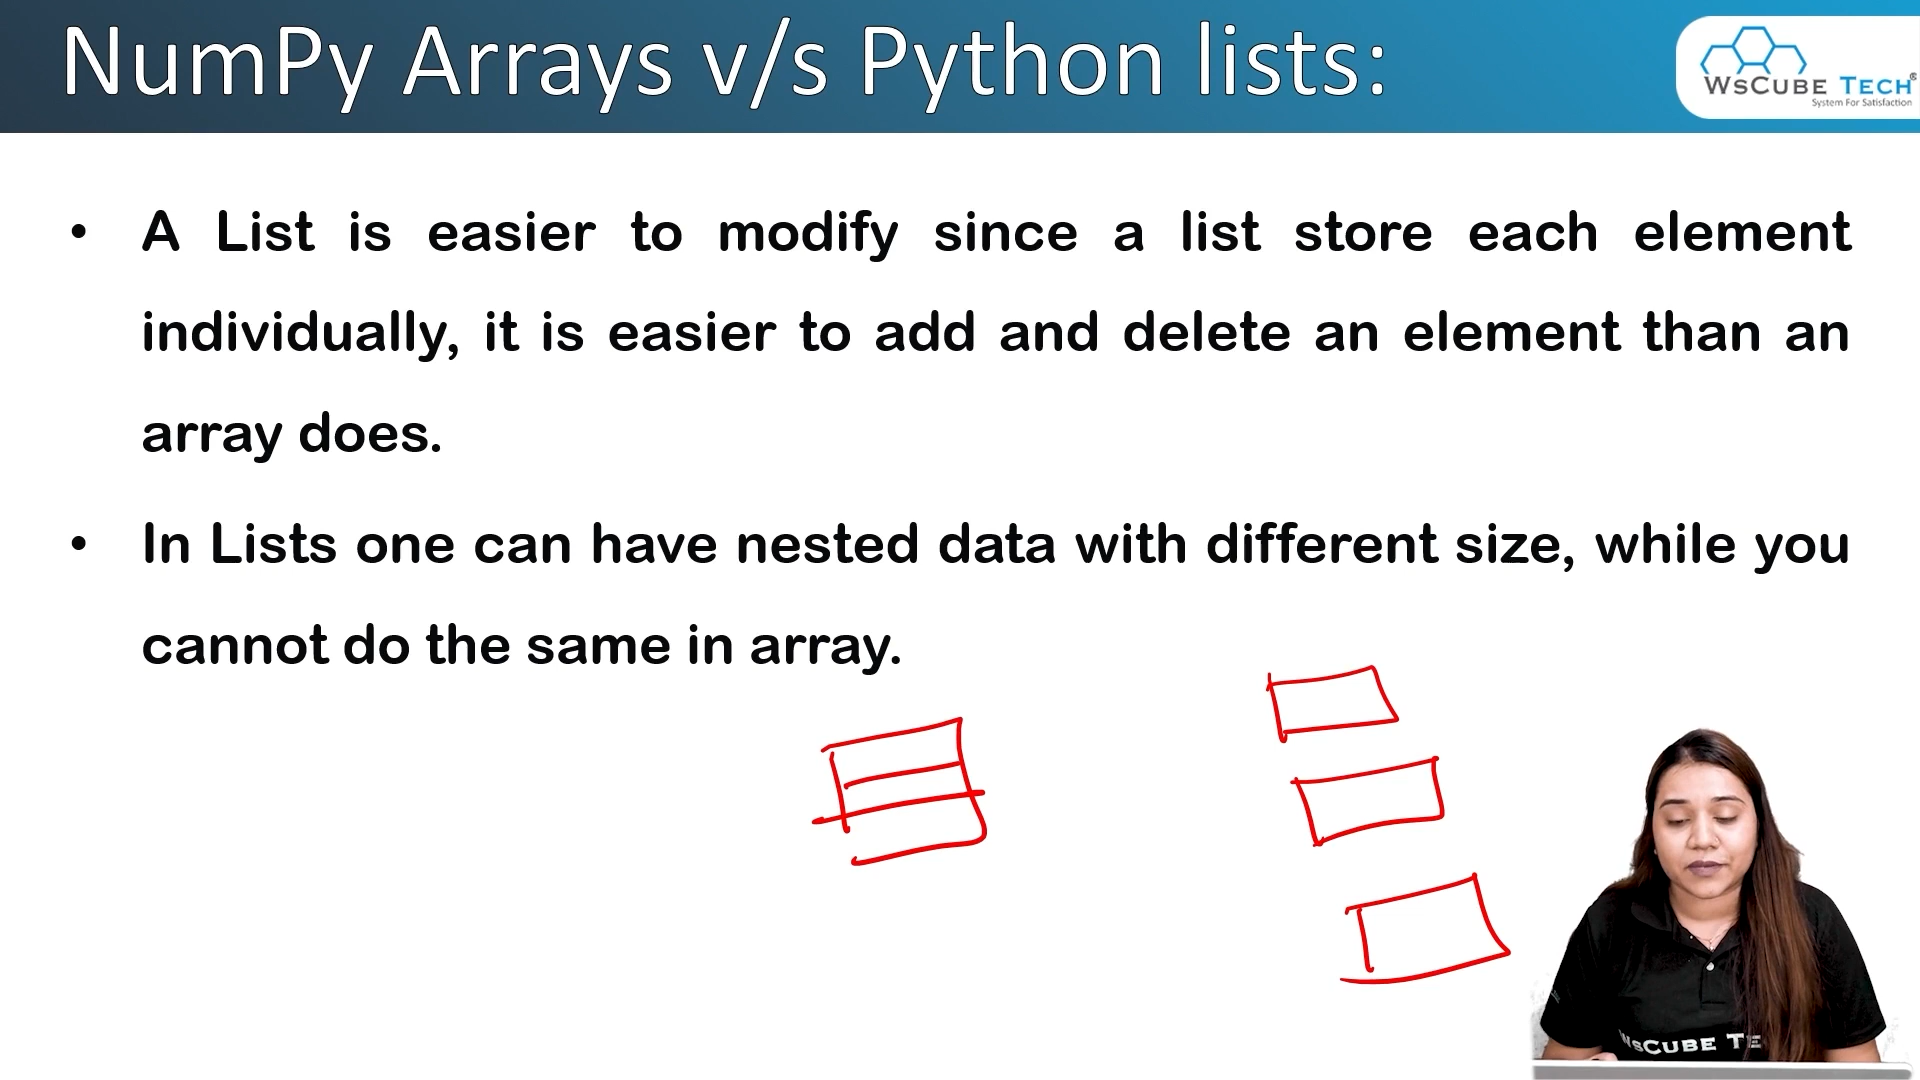 NumPy Arrays v/s Python lists:
WsCube Tech®
System For Satisfaction
• A List is easier to modify since a list store each element
individually, it is easier to add and delete an element than an
array does.
• In Lists one can have nested data with different size, while you
cannot do the same in array.
WsCube Te